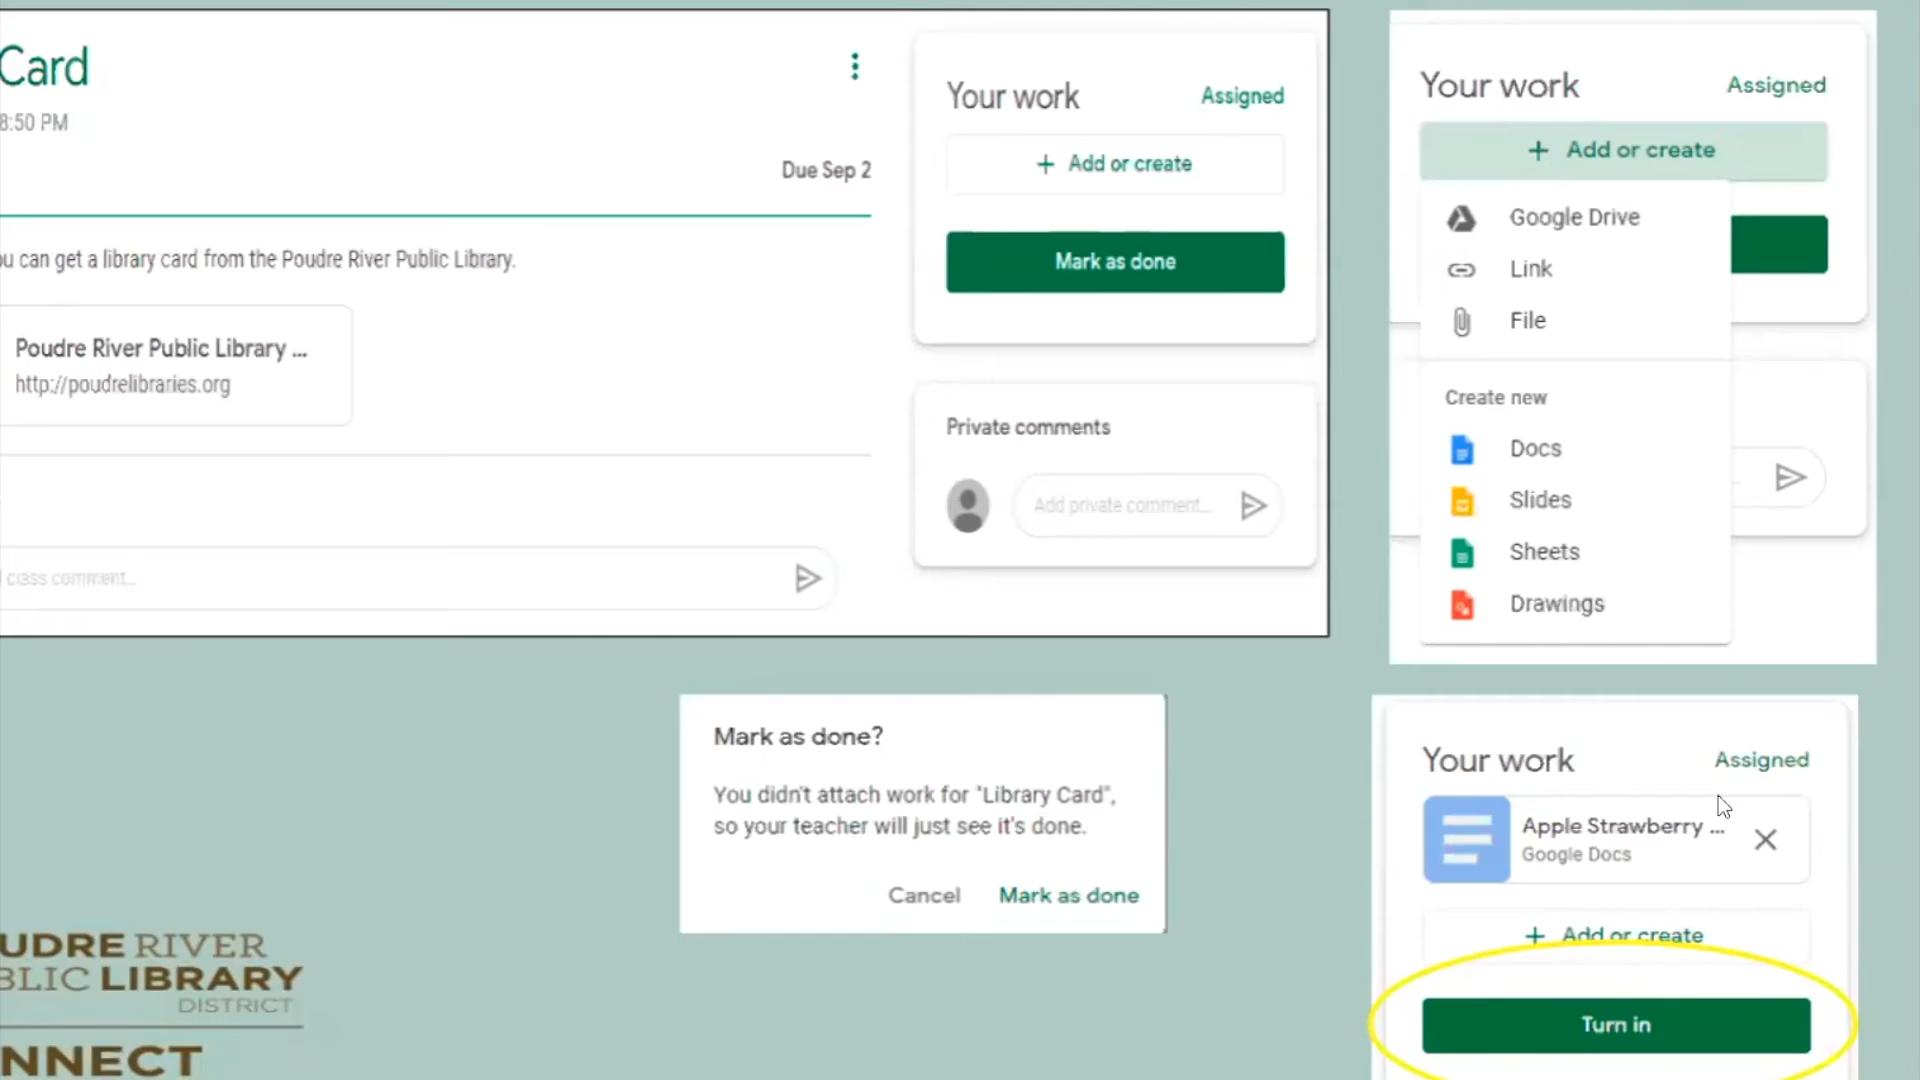 Card
8:50 PM
Due Sep 2
u can get a library card from the Poudre River Public Library.
Poudre River Public Library ...
http://poudrelibraries.org
class comment...
Your work
Assigned
+ Add or create
Mark as done
Private comments
Add private comment...
Your work
Assigned
+ Add or create
Google Drive
Link
File
Create new
Docs
Slides
Sheets
Drawings
Mark as done?
You didn't attach work for "Library Card",
so your teacher will just see it's done.
Cancel
Mark as done
Your work
Assigned
Apple Strawberry ...
Google Docs
+ Add or create
Turn in
UDRE RIVER
BLIC LIBRARY
DISTRICT
NNECT